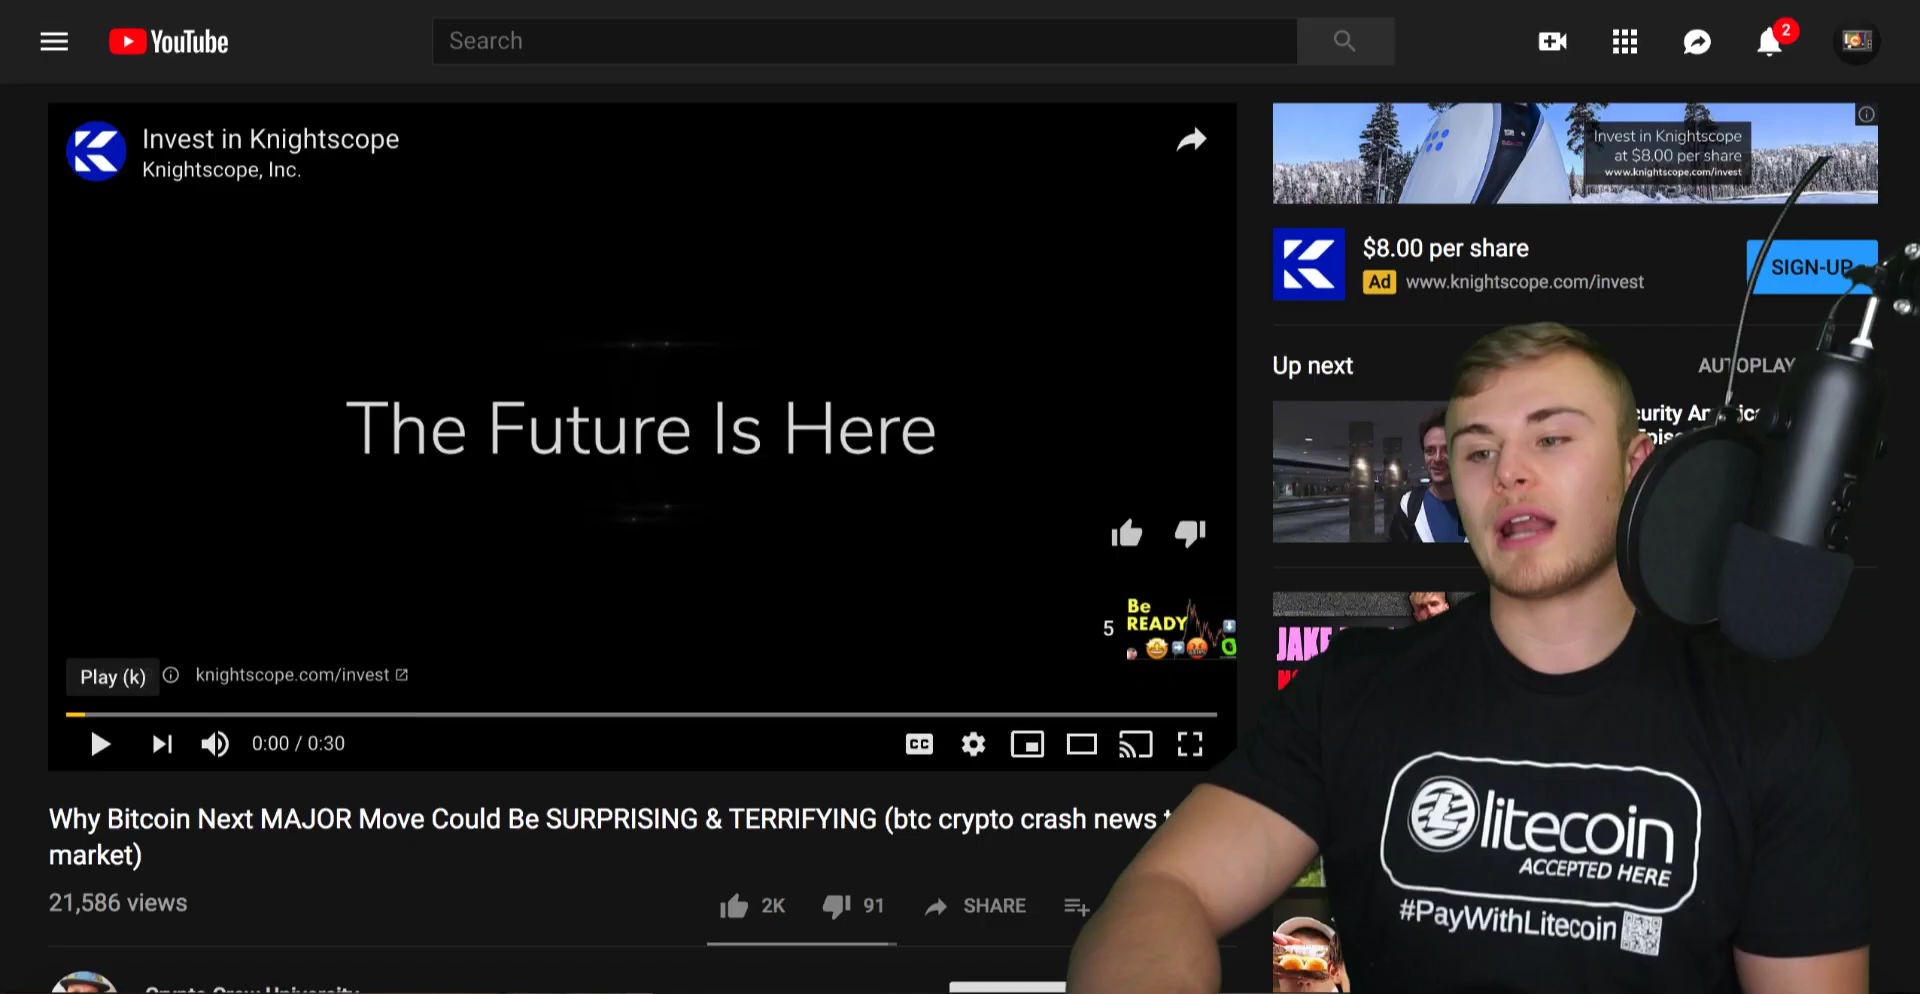 YouTube
Search
2
Invest in Knightscope
Knightscope, Inc.
The Future Is Here
5
Be
READY
Play (k)
knightscope.com/invest
0:00 / 0:30
CC
Why Bitcoin Next MAJOR Move Could Be SURPRISING & TERRIFYING (btc crypto crash news
market)
21,586 views
2K
91
SHARE
Invest in Knightscope
at $8.00 per share
www.knightscope.com/invest
$8.00 per share
Ad www.knightscope.com/invest
SIGN-UP
Up next
AUTOPLAY
JAKE
litecoin
ACCEPTED HERE
#PayWithLitecoin